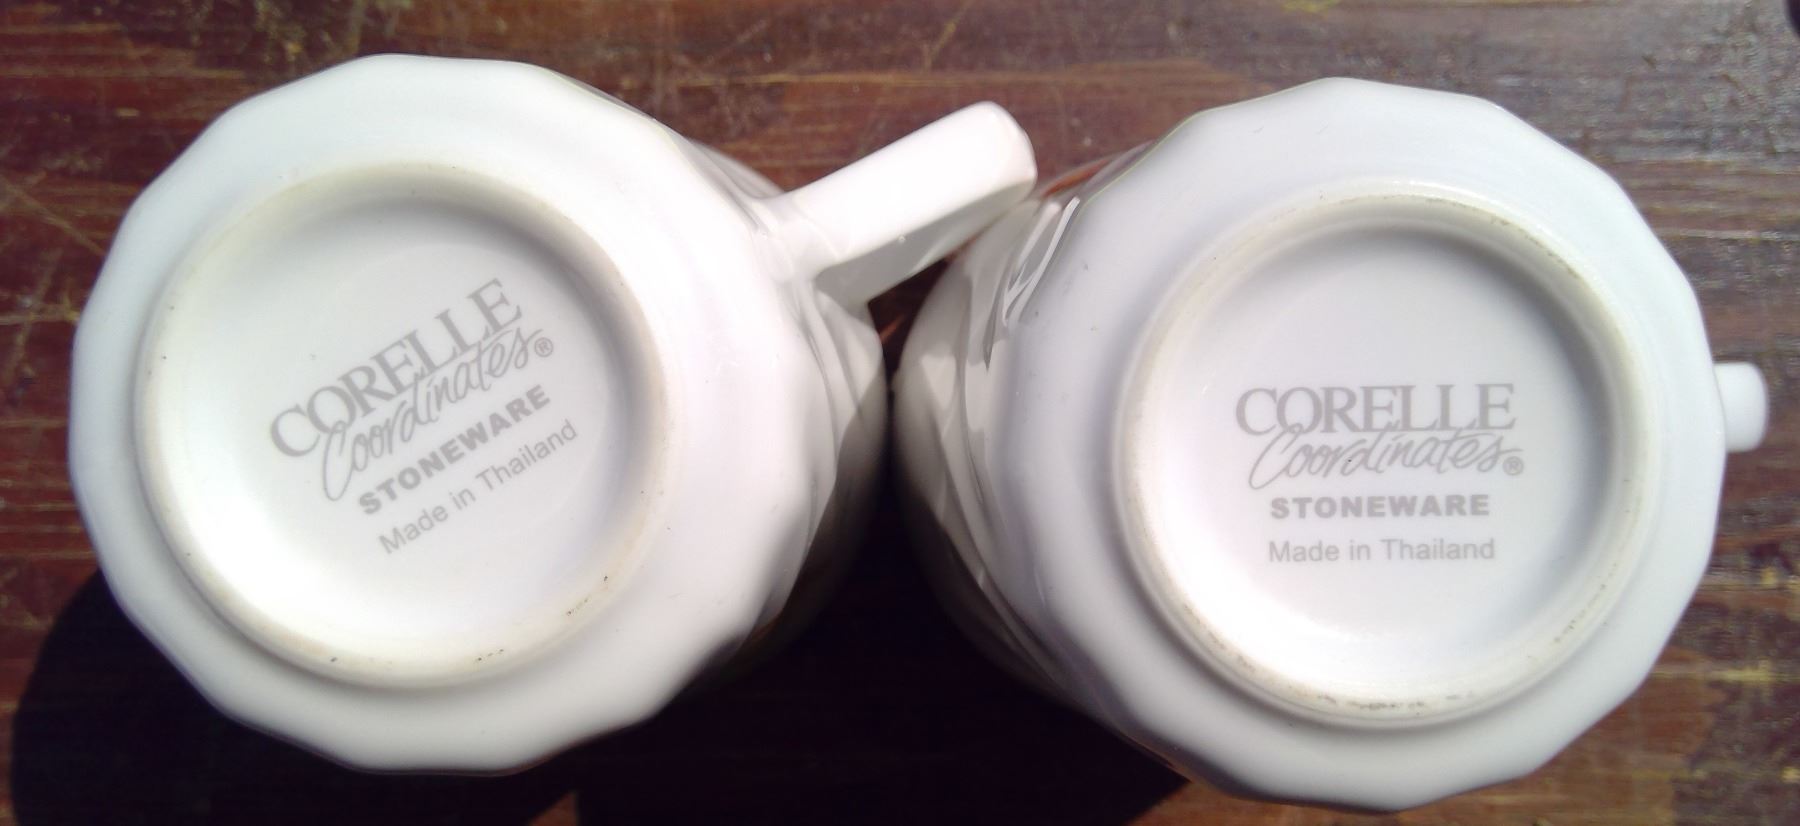 CORELLE
Coordinates®
STONEWARE
Made in Thailand
CORELLE
Coordinates®
STONEWARE
Made in Thailand